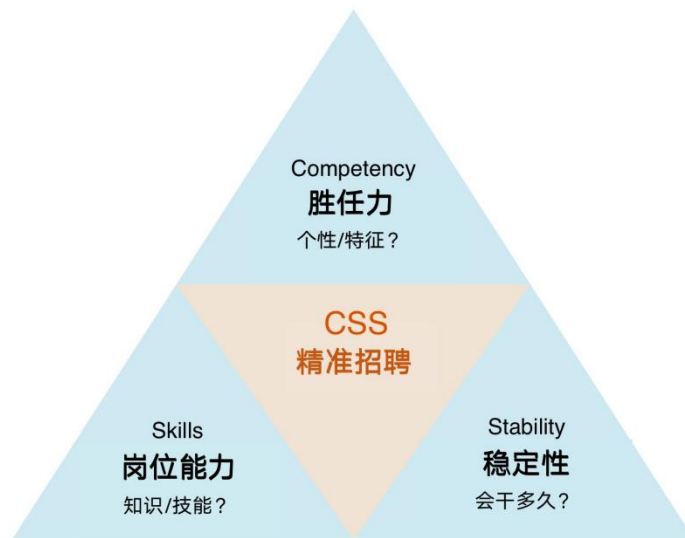 Competency
胜任力
个性/特征？
CSS
精准招聘
Skills
岗位能力
知识/技能？
Stability
稳定性
会干多久？